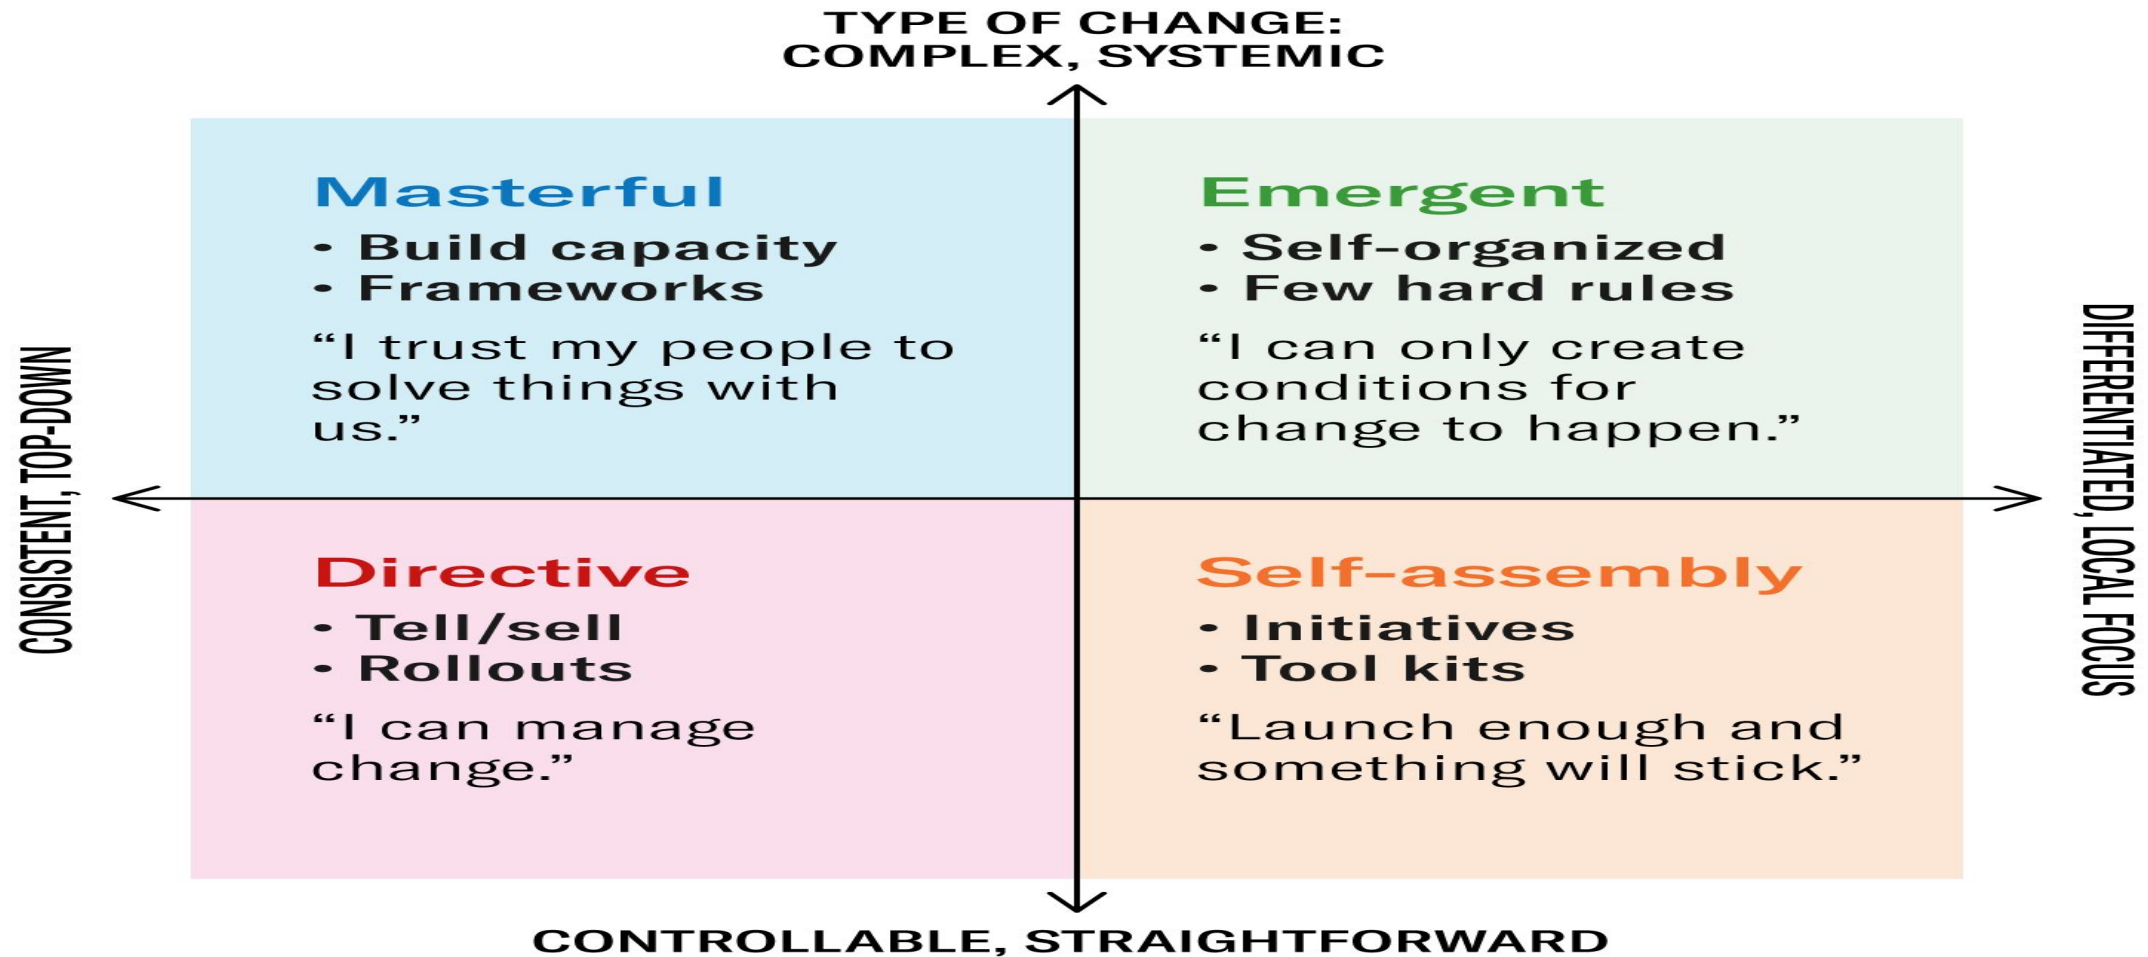 TYPE OF CHANGE:
COMPLEX, SYSTEMIC
CONSISTENT, TOP-DOWN
Masterful
• Build capacity
• Frameworks
“I trust my people to
solve things with
us.”
Emergent
• Self-organized
• Few hard rules
“I can only create
conditions for
change to happen.”
Directive
• Tell/sell
• Rollouts
“I can manage
change.”
Self-assembly
• Initiatives
• Tool kits
“Launch enough and
something will stick.”
DIFFERENTIATED, LOCAL FOCUS
CONTROLLABLE, STRAIGHTFORWARD